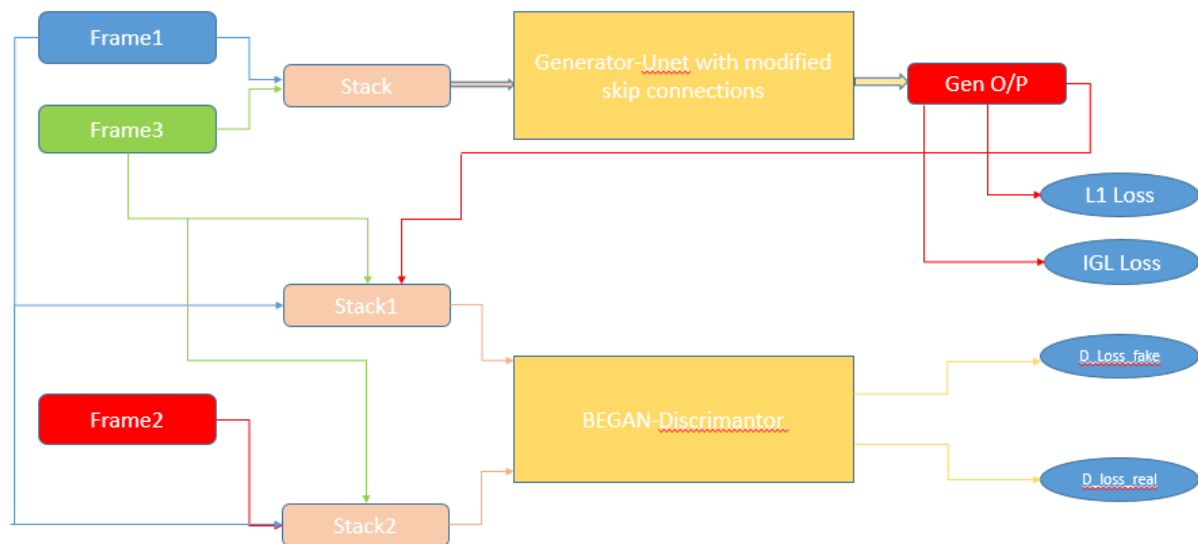 Frame1
Frame3
Stack
Generator-Unet with modified
skip connections
Gen O/P
L1 Loss
IGL Loss
Stack1
Frame2
BEGAN-Discrimantor
D_Loss_fake
D_loss_real
Stack2